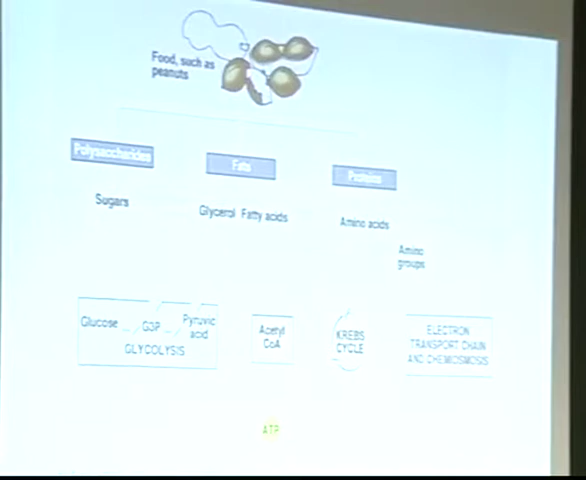 Food, such as
peanuts
Polysaccharides
Fats
Proteins
Sugars
Glycerol Fatty acids
Amino acids
Amino
groups
Glucose
G3P
Pyruvic
acid
GLYCOLYSIS
Acetyl
CoA
KREBS
CYCLE
ELECTRON
TRANSPORT CHAIN
AND CHEMIOSMOSIS
ATP